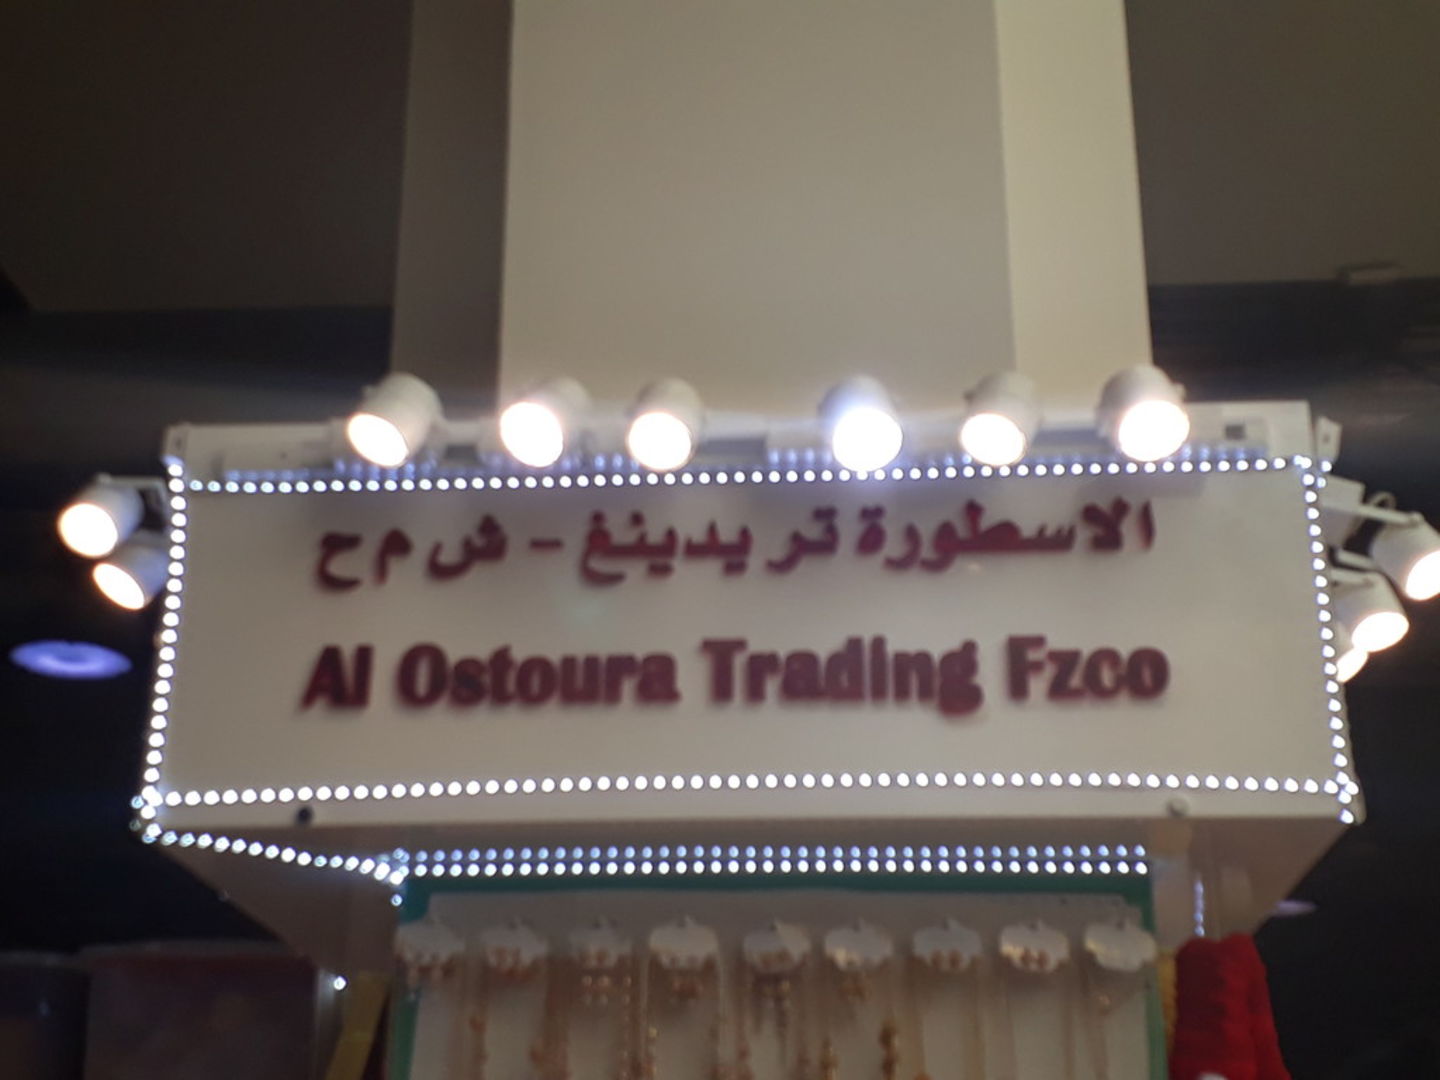 الاسطورة تريدينغ - ش م ح
Al Ostoura Trading Fzco